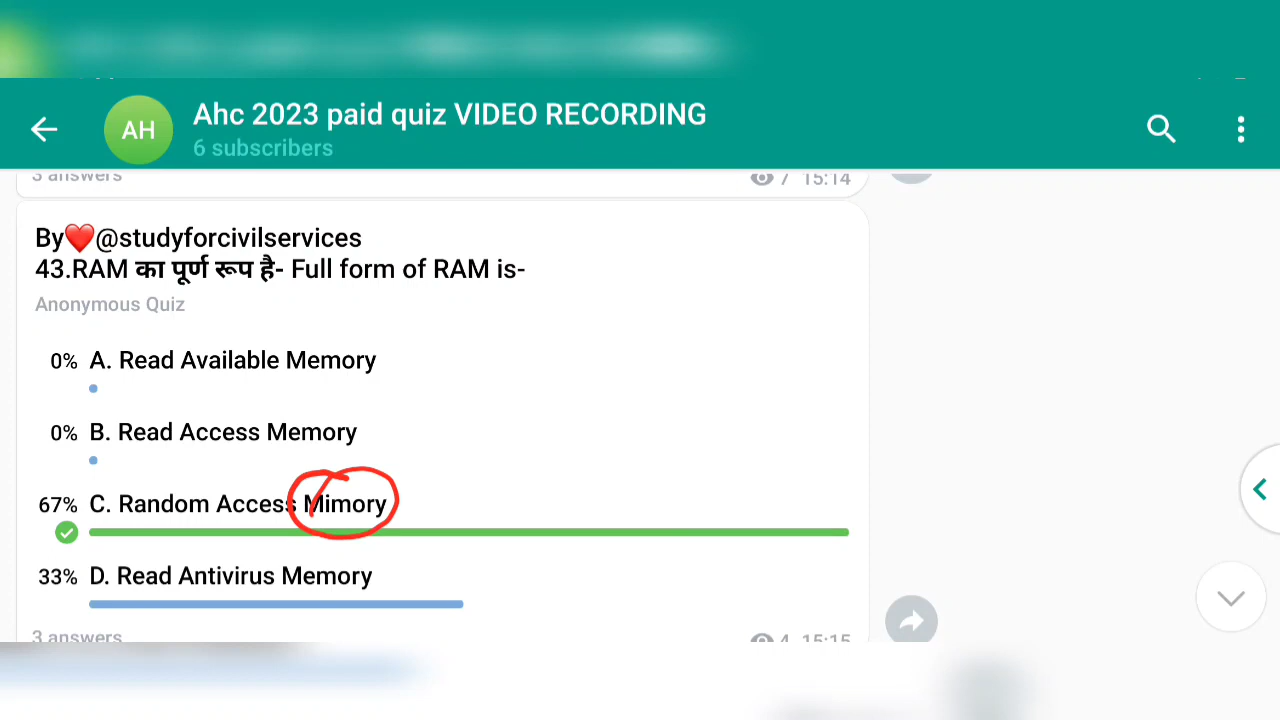 AH
Ahc 2023 paid quiz VIDEO RECORDING
6 subscribers
3 answers
7 15:14
By❤️@studyforcivilservices
43.RAM का पूर्ण रूप है- Full form of RAM is-
Anonymous Quiz
0% A. Read Available Memory
0% B. Read Access Memory
67% C. Random Access Mimory
33% D. Read Antivirus Memory
3 answers
4 15:15